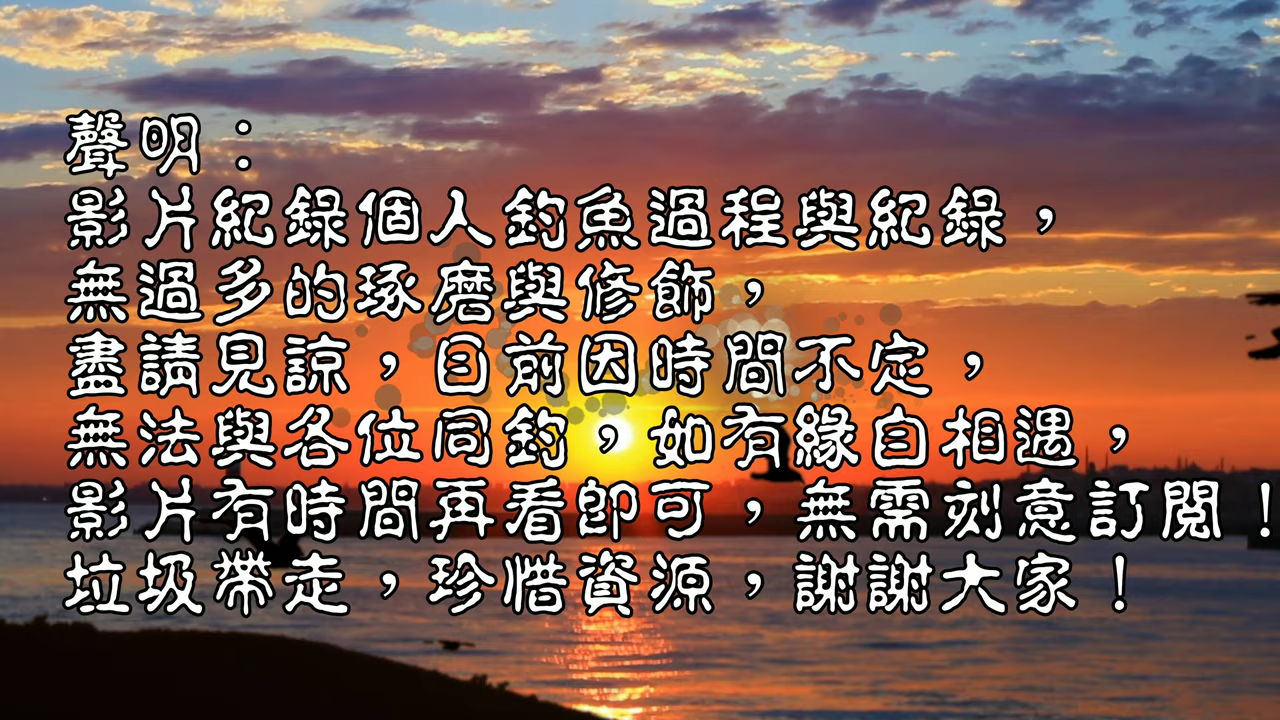 聲明：
影片紀錄個人釣魚過程與紀錄，
無過多的琢磨與修飾，
盡請見諒，目前因時間不定，
無法與各位同釣，如有緣自相遇，
影片有時間再看即可，無需刻意訂閱！
垃圾帶走，珍惜資源，謝謝大家！